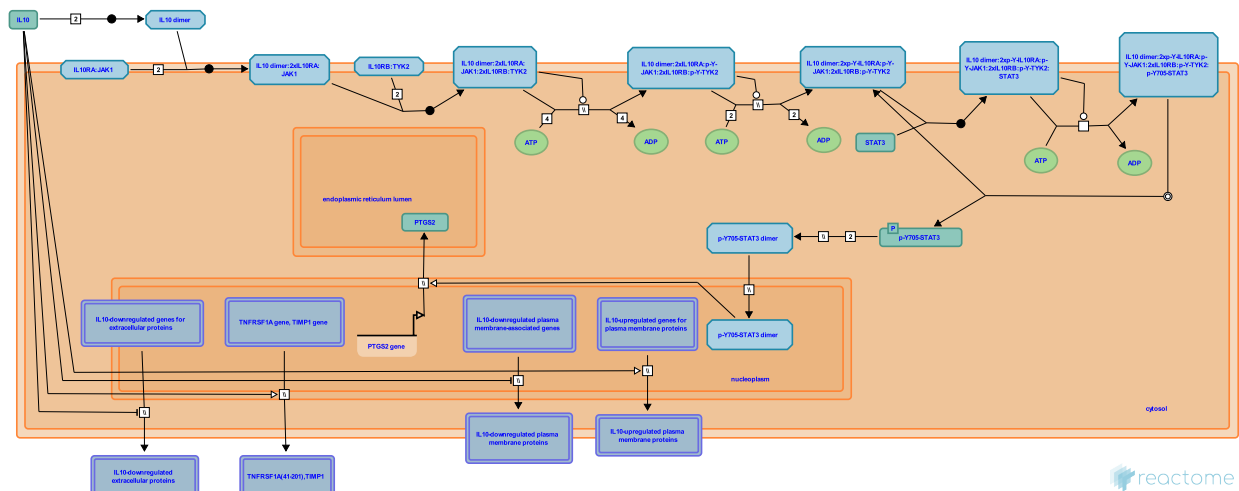 IL10
2
IL10 dimer
IL10RA:JAK1
2
IL10 dimer:2xIL10RA:
JAK1
IL10RB:TYK2
2
IL10 dimer:2xIL10RA:
JAK1:2xIL10RB:TYK2
IL10 dimer:2xIL10RA:p-Y-
JAK1:2xIL10RB:p-Y-TYK2
IL10 dimer:2xp-Y-IL10RA:p-Y-
JAK1:2xIL10RB:p-Y-TYK2
IL10 dimer:2xp-Y-IL10RA:p-
Y-JAK1:2xIL10RB:p-Y-TYK2:
STAT3
IL10 dimer:2xp-Y-IL10RA:p-
Y-JAK1:2xIL10RB:p-Y-TYK2:
p-Y705-STAT3
\\
4
4
ATP
ADP
\\
2
2
ATP
ADP
STAT3
ATP
ADP
endoplasmic reticulum lumen
PTGS2
P
p-Y705-STAT3
2
\\
p-Y705-STAT3 dimer
\\
\\
p-Y705-STAT3 dimer
IL10-downregulated genes for
extracellular proteins
TNFRSF1A gene, TIMP1 gene
PTGS2 gene
IL10-downregulated plasma
membrane-associated genes
IL10-upregulated genes for
plasma membrane proteins
\\
\\
\\
\\
nucleoplasm
cytosol
IL10-downregulated
extracellular proteins
TNFRSF1A(41-201),TIMP1
IL10-downregulated plasma
membrane proteins
IL10-upregulated plasma
membrane proteins
reactome